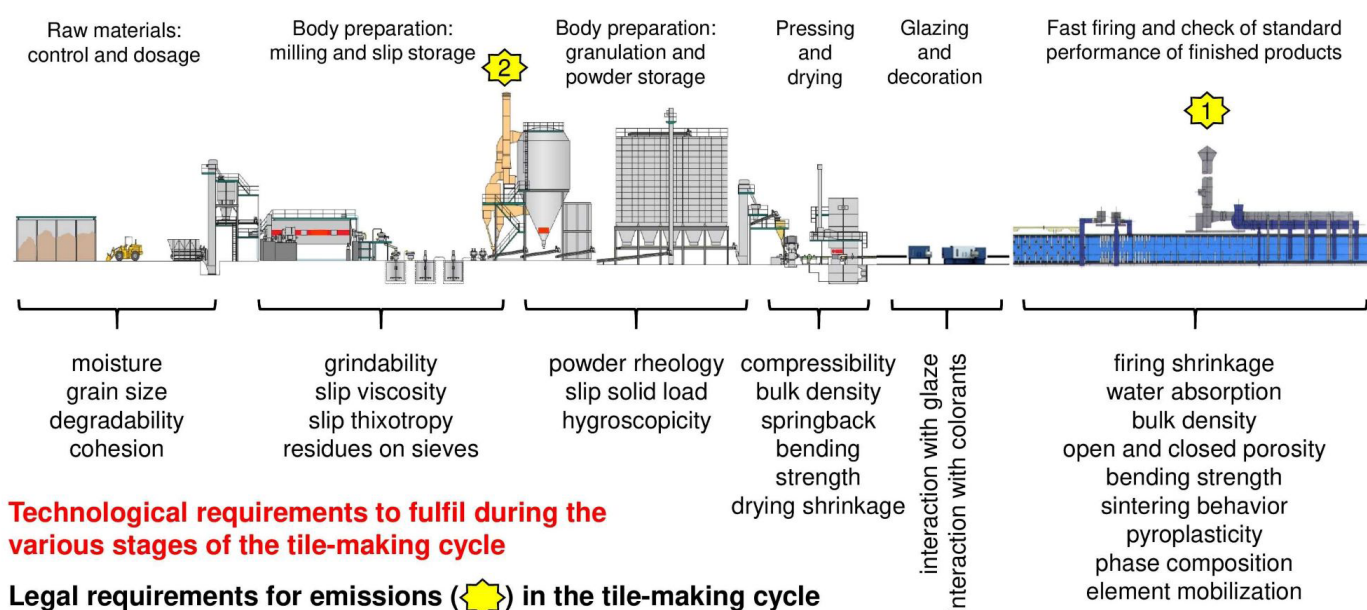 Raw materials:
control and dosage
Body preparation:
milling and slip storage
Body preparation:
granulation and
powder storage
Pressing
and
drying
Glazing
and
decoration
Fast firing and check of standard
performance of finished products
2
1
moisture
grain size
degradability
cohesion
grindability
slip viscosity
slip thixotropy
residues on sieves
powder rheology
slip solid load
hygroscopicity
compressibility
bulk density
springback
bending
strength
drying shrinkage
interaction with glaze
nteraction with colorants
firing shrinkage
water absorption
bulk density
open and closed porosity
bending strength
sintering behavior
pyroplasticity
phase composition
element mobilization
Technological requirements to fulfil during the
various stages of the tile-making cycle
Legal requirements for emissions ( ) in the tile-making cycle